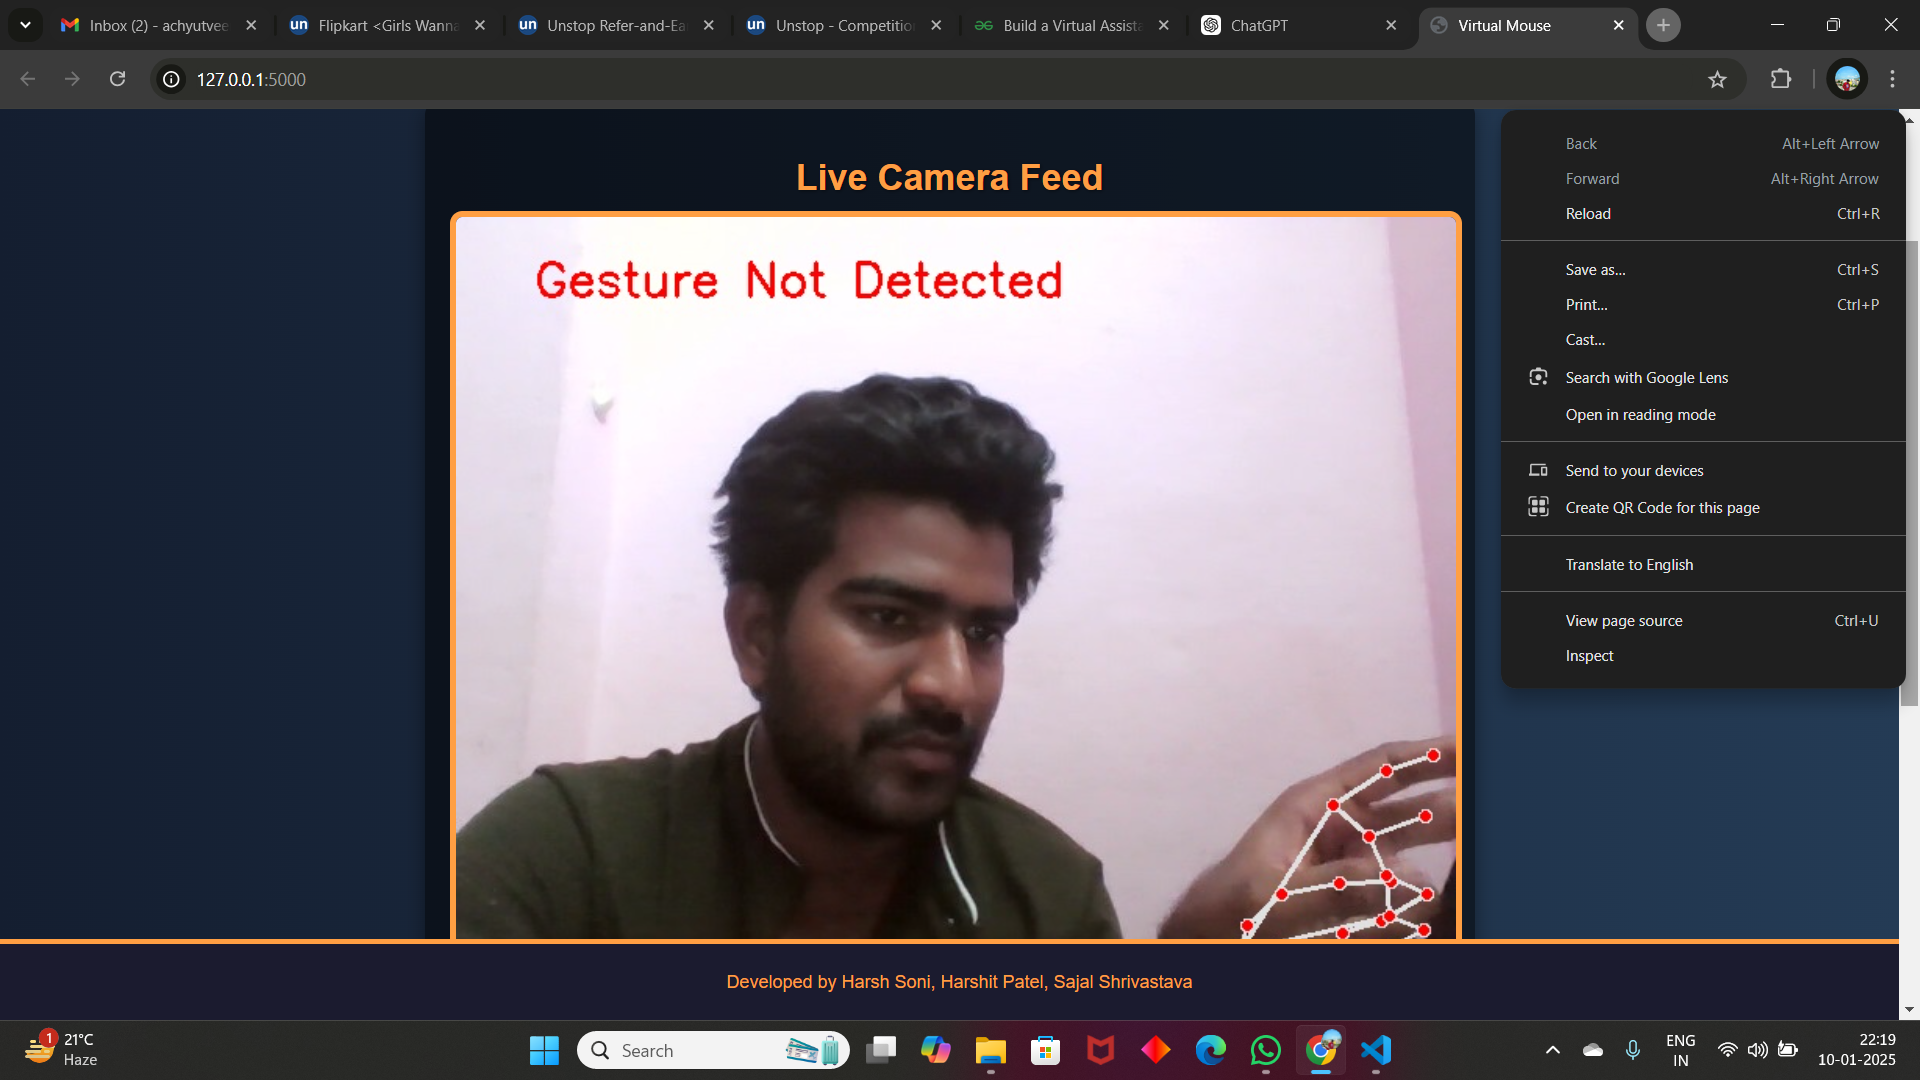 Inbox (2) - achyutvee
Flipkart <Girls Wanna
Unstop Refer-and-Ea
Unstop - Competitio
Build a Virtual Assista
ChatGPT
Virtual Mouse
127.0.0.1:5000
Live Camera Feed
Gesture Not Detected
Back Alt+Left Arrow
Forward Alt+Right Arrow
Reload Ctrl+R
Save as... Ctrl+S
Print... Ctrl+P
Cast...
Search with Google Lens
Open in reading mode
Send to your devices
Create QR Code for this page
Translate to English
View page source Ctrl+U
Inspect
Developed by Harsh Soni, Harshit Patel, Sajal Shrivastava
1
21°C
Haze
Search
ENG
IN
22:19
10-01-2025
un
un
un